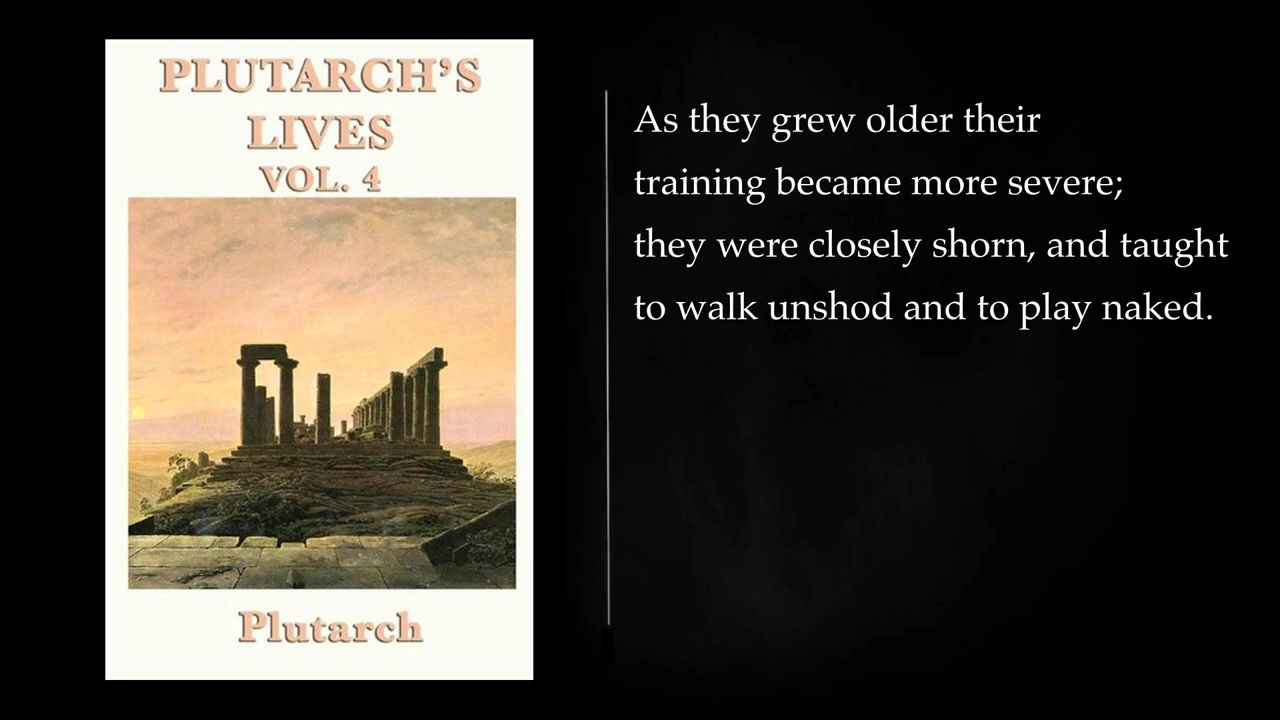 PLUTARCH'S
LIVES
VOL. 4
Plutarch
As they grew older their
training became more severe;
they were closely shorn, and taught
to walk unshod and to play naked.